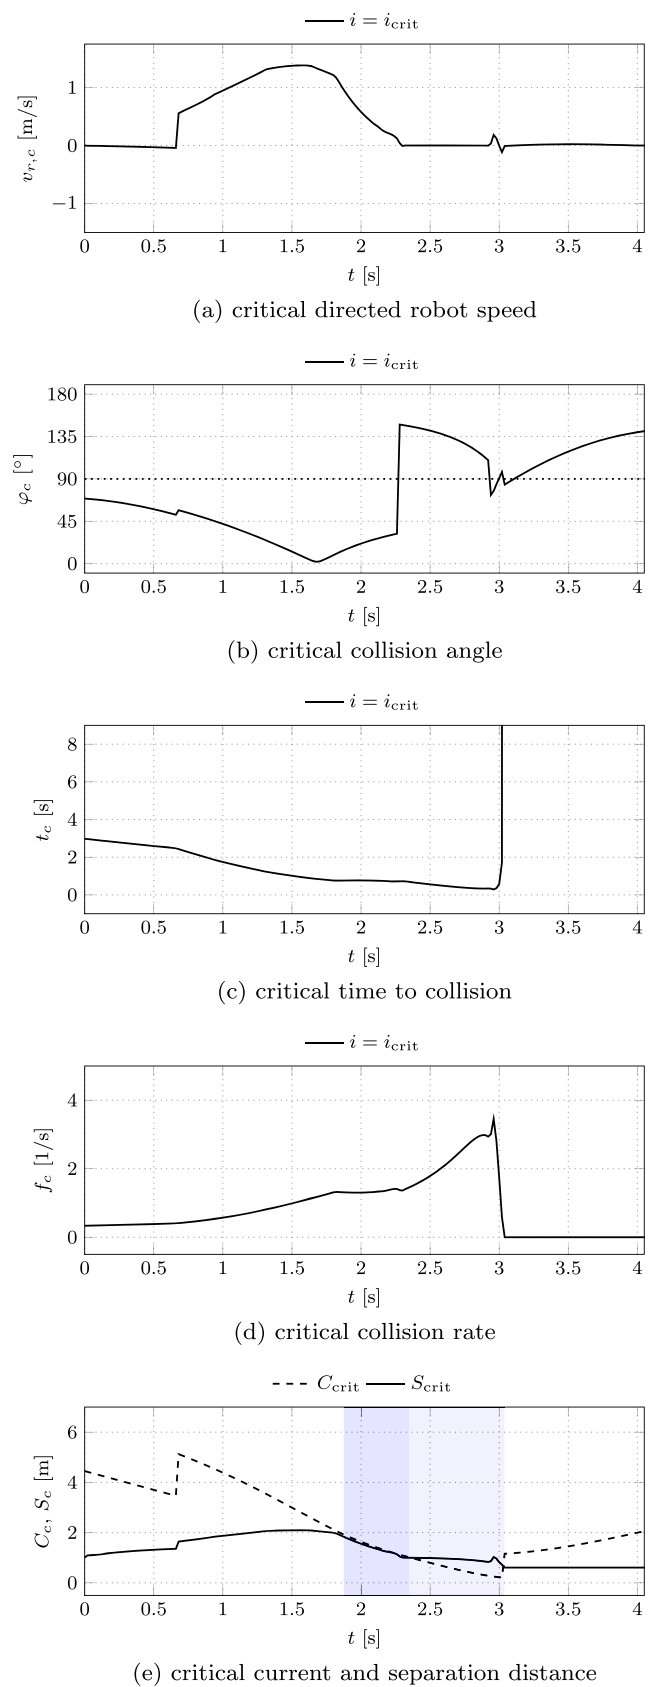 i = i_crit
v_{r,c} [m/s]
1
0
−1
0 0.5 1 1.5 2 2.5 3 3.5 4
t [s]
(a) critical directed robot speed
i = i_crit
φ_c [°]
180
135
90
45
0
0 0.5 1 1.5 2 2.5 3 3.5 4
t [s]
(b) critical collision angle
i = i_crit
t_c [s]
8
6
4
2
0
0 0.5 1 1.5 2 2.5 3 3.5 4
t [s]
(c) critical time to collision
i = i_crit
f_c [1/s]
4
2
0
0 0.5 1 1.5 2 2.5 3 3.5 4
t [s]
(d) critical collision rate
C_crit S_crit
C_c, S_c [m]
6
4
2
0
0 0.5 1 1.5 2 2.5 3 3.5 4
t [s]
(e) critical current and separation distance